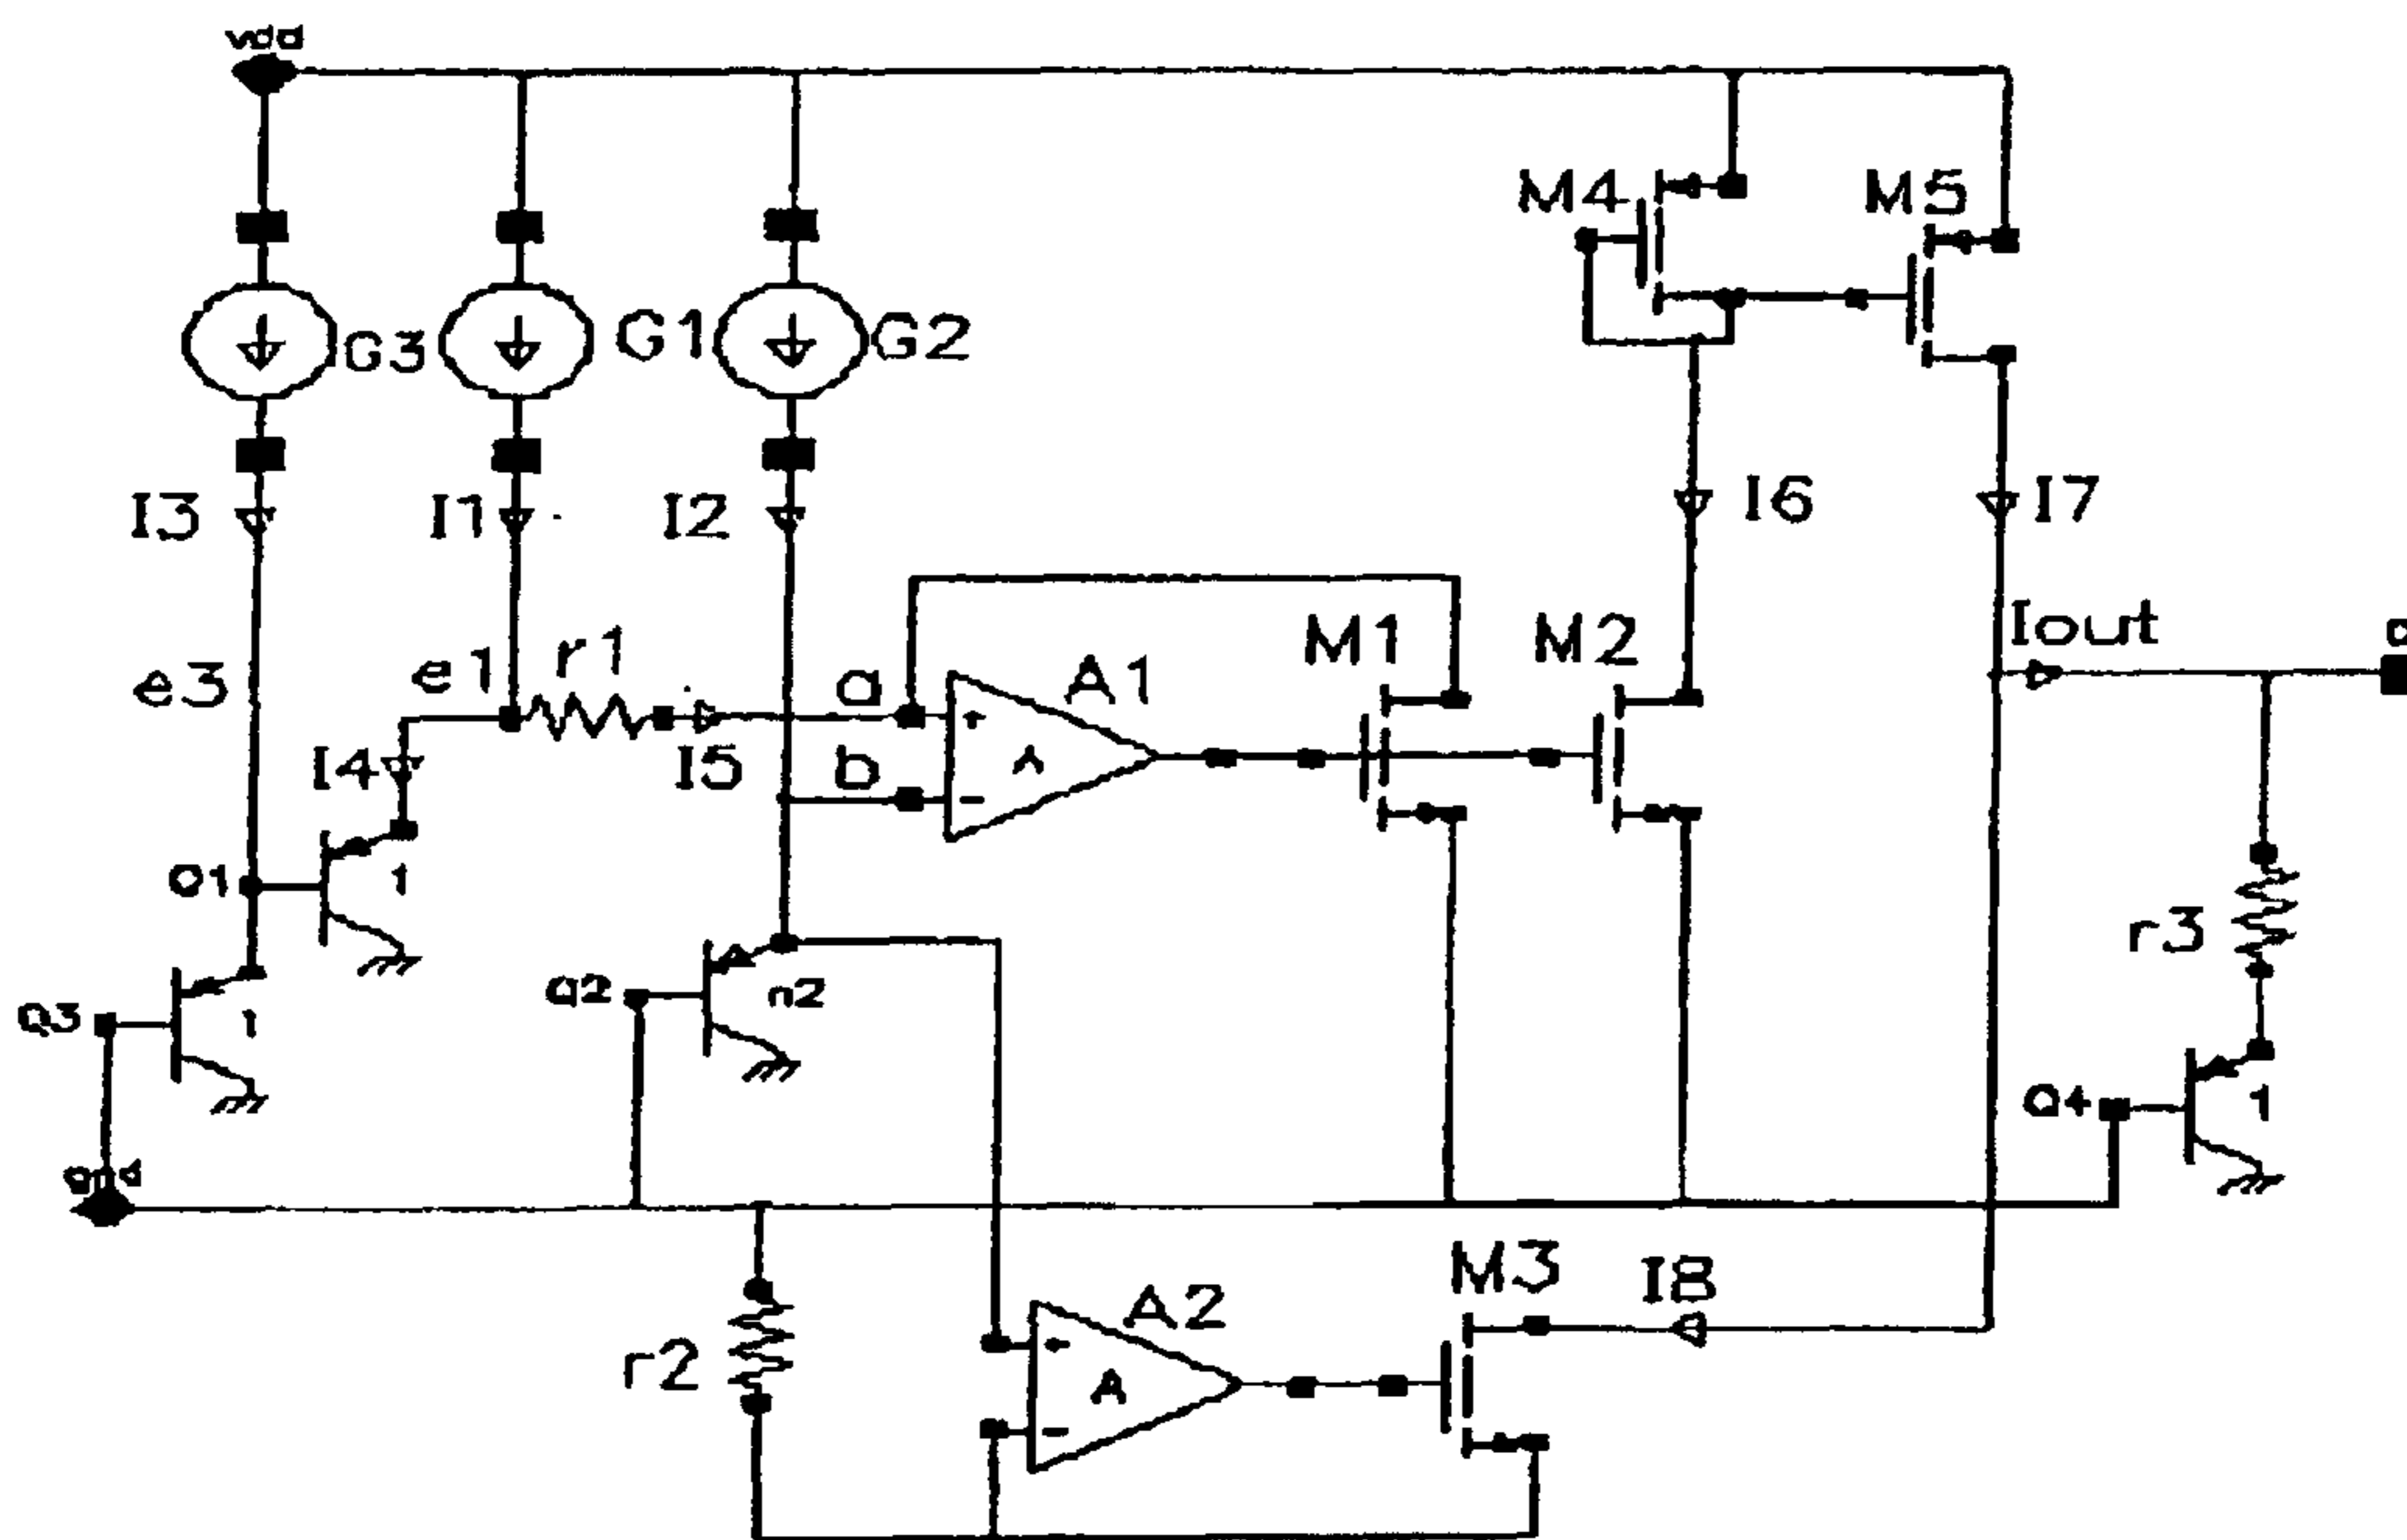 vdd
M4
M5
G3
G1
G2
I3
I1
I2
I6
I7
e3
e1
r1
a
A1
M1
M2
Iout
+
A
I4
I5
b
-
Q1
1
r3
Q3
1
Q2
n2
Q4
1
gnd
r2
A2
+
A
-
M3
I8